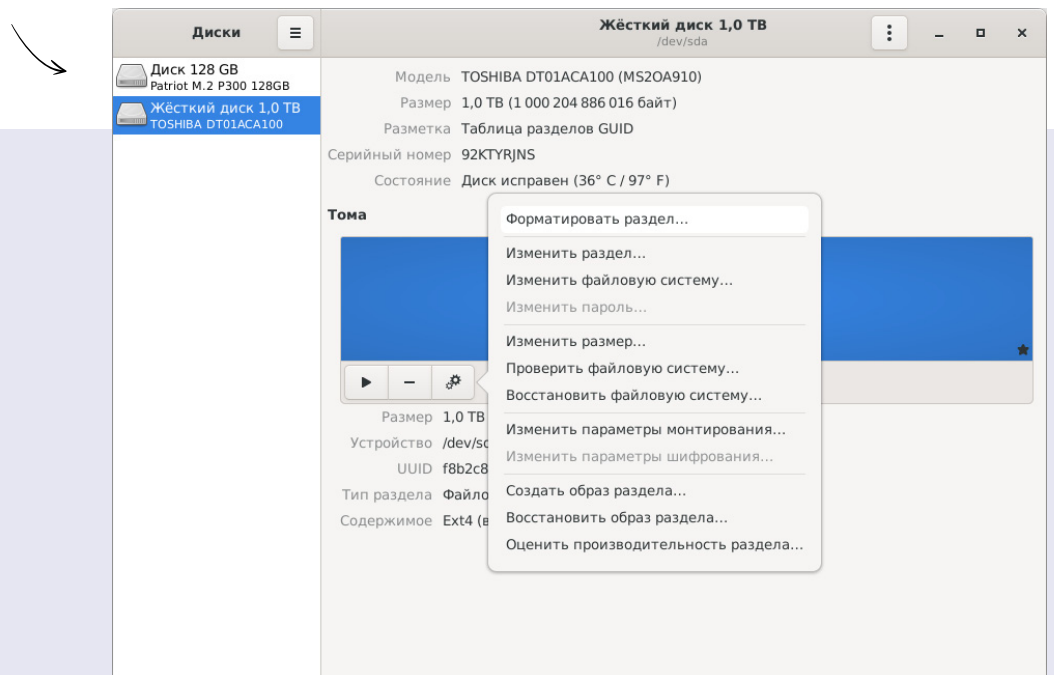 Диски
Жёсткий диск 1,0 TB
/dev/sda
Диск 128 GB
Patriot M.2 P300 128GB
Жёсткий диск 1,0 TB
TOSHIBA DT01ACA100
Модель TOSHIBA DT01ACA100 (MS2OA910)
Размер 1,0 TB (1 000 204 886 016 байт)
Разметка Таблица разделов GUID
Серийный номер 92KTYRJNS
Состояние Диск исправен (36° C / 97° F)
Тома
Форматировать раздел…
Изменить раздел…
Изменить файловую систему…
Изменить пароль…
Изменить размер…
Проверить файловую систему…
Восстановить файловую систему…
Изменить параметры монтирования…
Изменить параметры шифрования…
Создать образ раздела…
Восстановить образ раздела…
Оценить производительность раздела…
Размер 1,0 TB
Устройство
UUID f8b2c8
Тип раздела
Содержимое Ext4